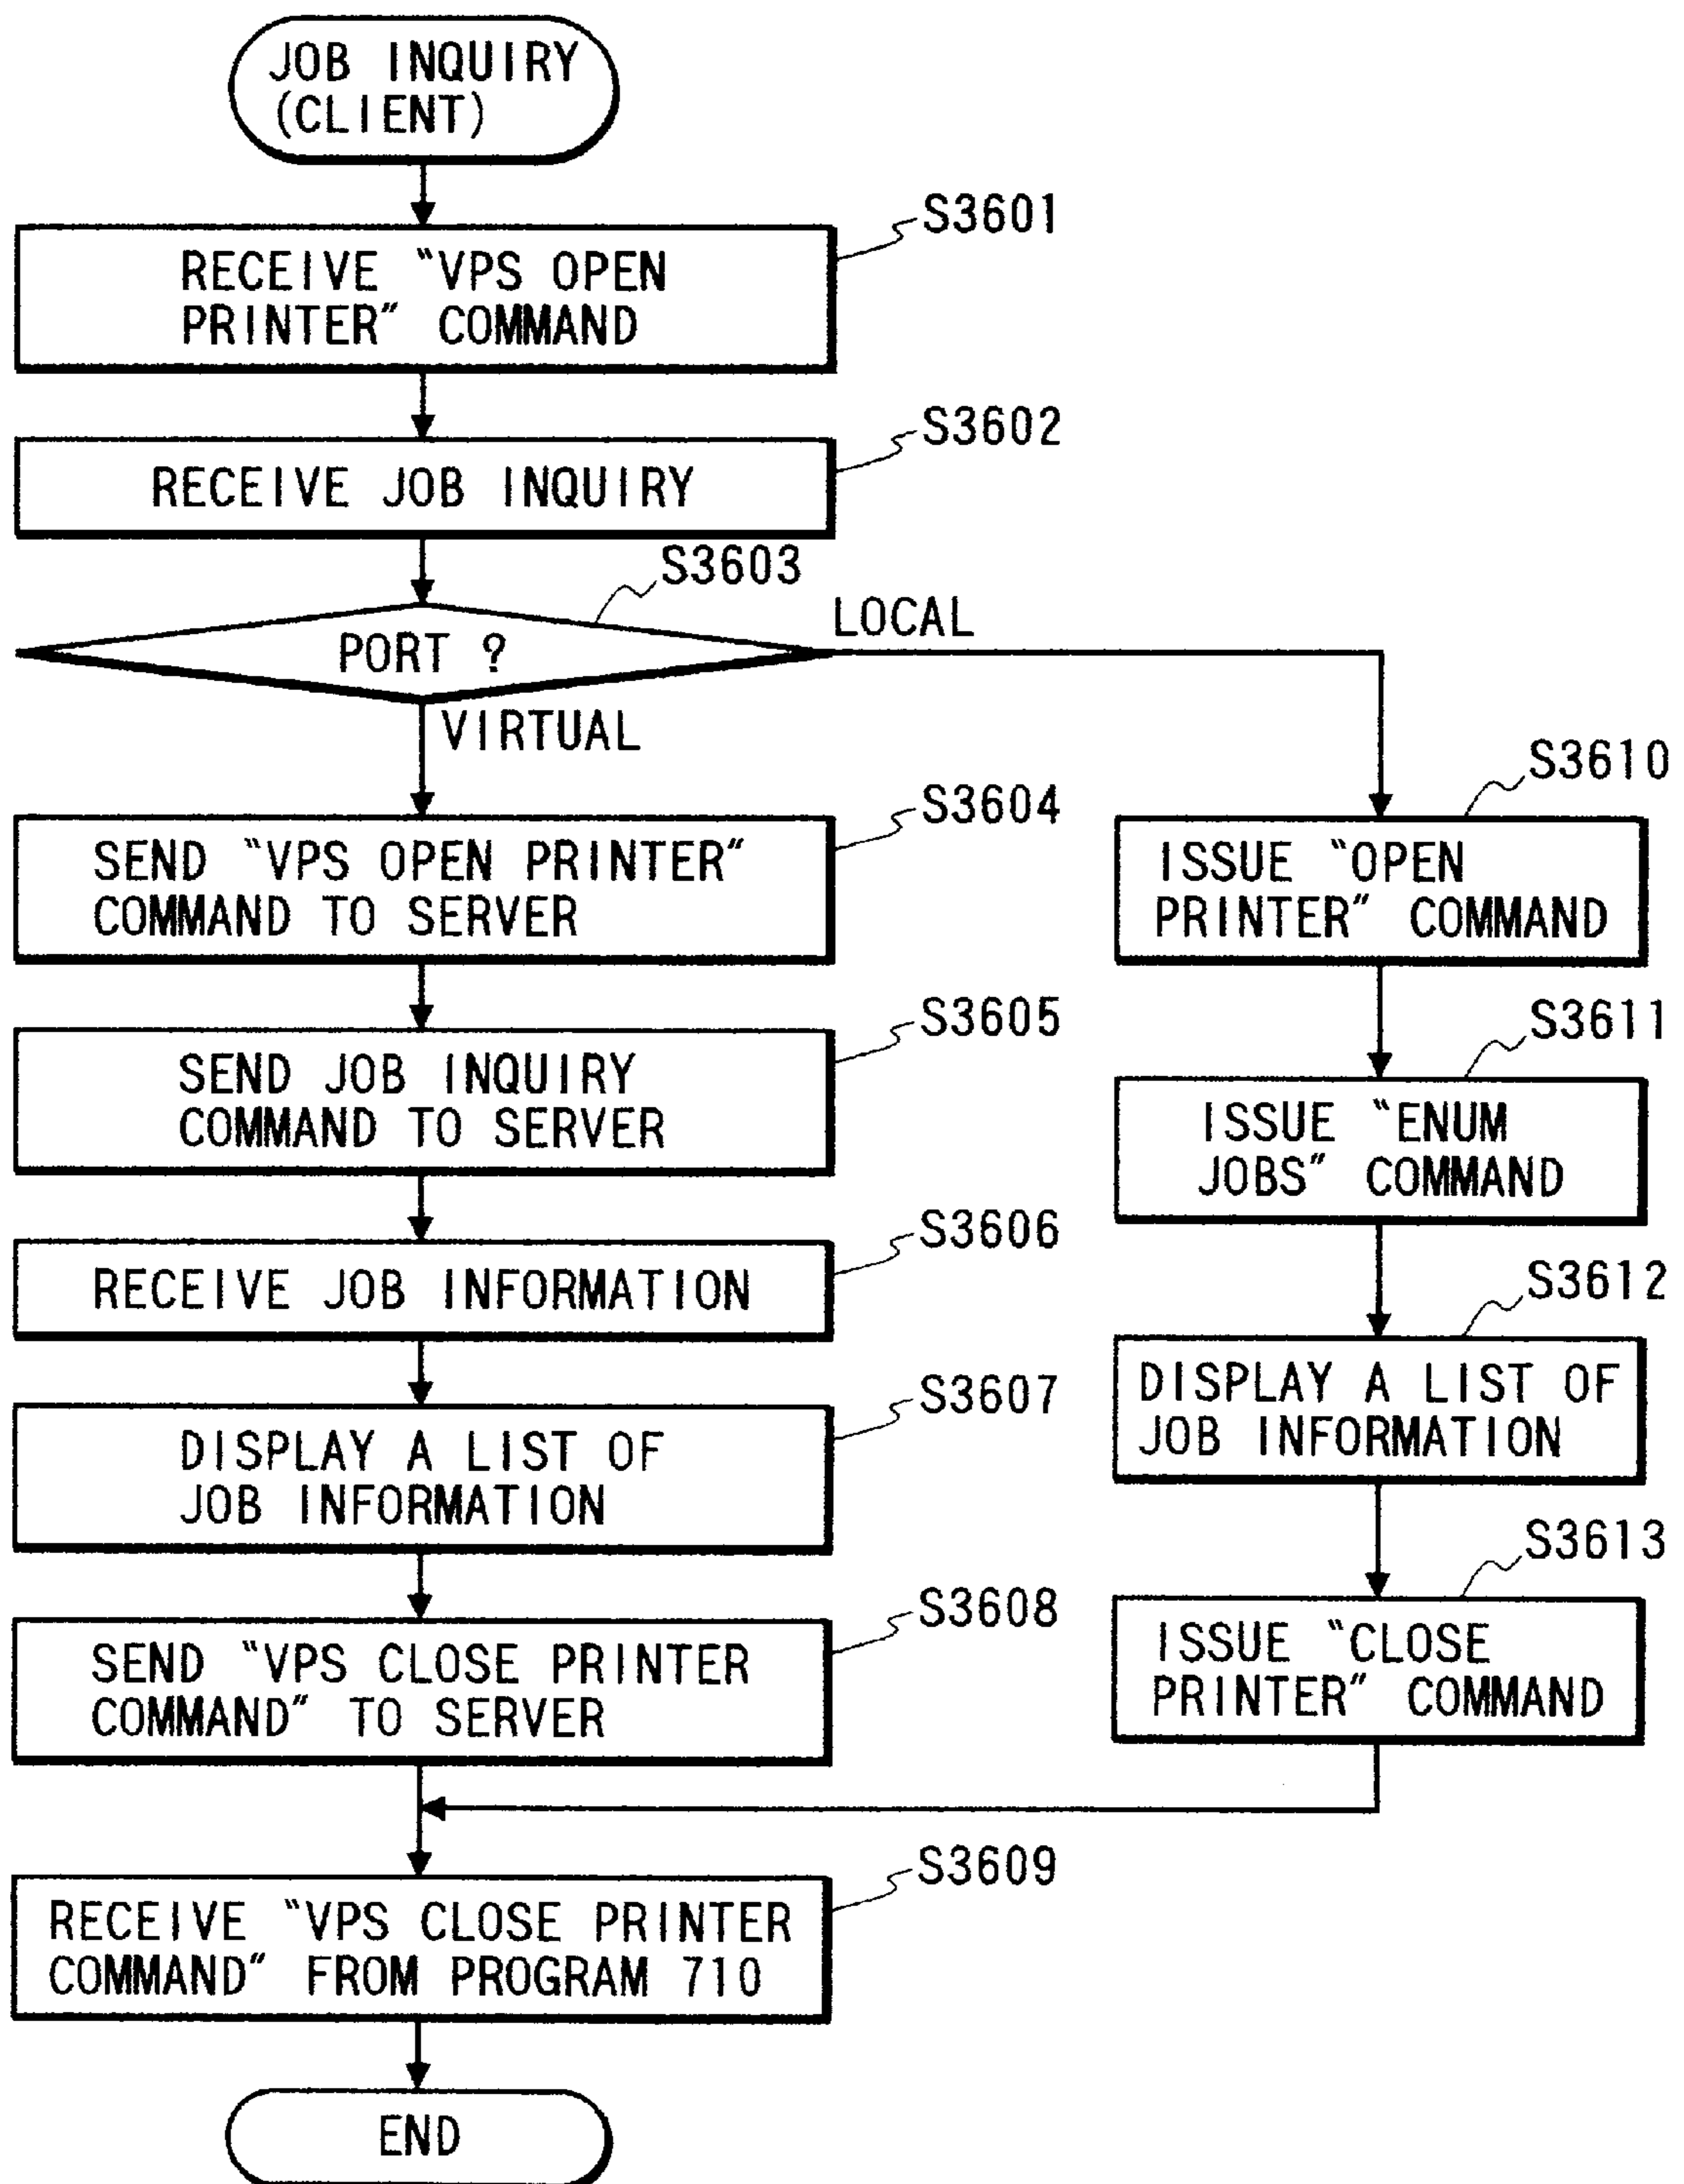 JOB INQUIRY
(CLIENT)
S3601
RECEIVE "VPS OPEN
PRINTER" COMMAND
S3602
RECEIVE JOB INQUIRY
S3603
PORT ?
LOCAL
VIRTUAL
S3604
SEND "VPS OPEN PRINTER"
COMMAND TO SERVER
S3605
SEND JOB INQUIRY
COMMAND TO SERVER
S3606
RECEIVE JOB INFORMATION
S3607
DISPLAY A LIST OF
JOB INFORMATION
S3608
SEND "VPS CLOSE PRINTER
COMMAND" TO SERVER
S3610
ISSUE "OPEN
PRINTER" COMMAND
S3611
ISSUE "ENUM
JOBS" COMMAND
S3612
DISPLAY A LIST OF
JOB INFORMATION
S3613
ISSUE "CLOSE
PRINTER" COMMAND
S3609
RECEIVE "VPS CLOSE PRINTER
COMMAND" FROM PROGRAM 710
END